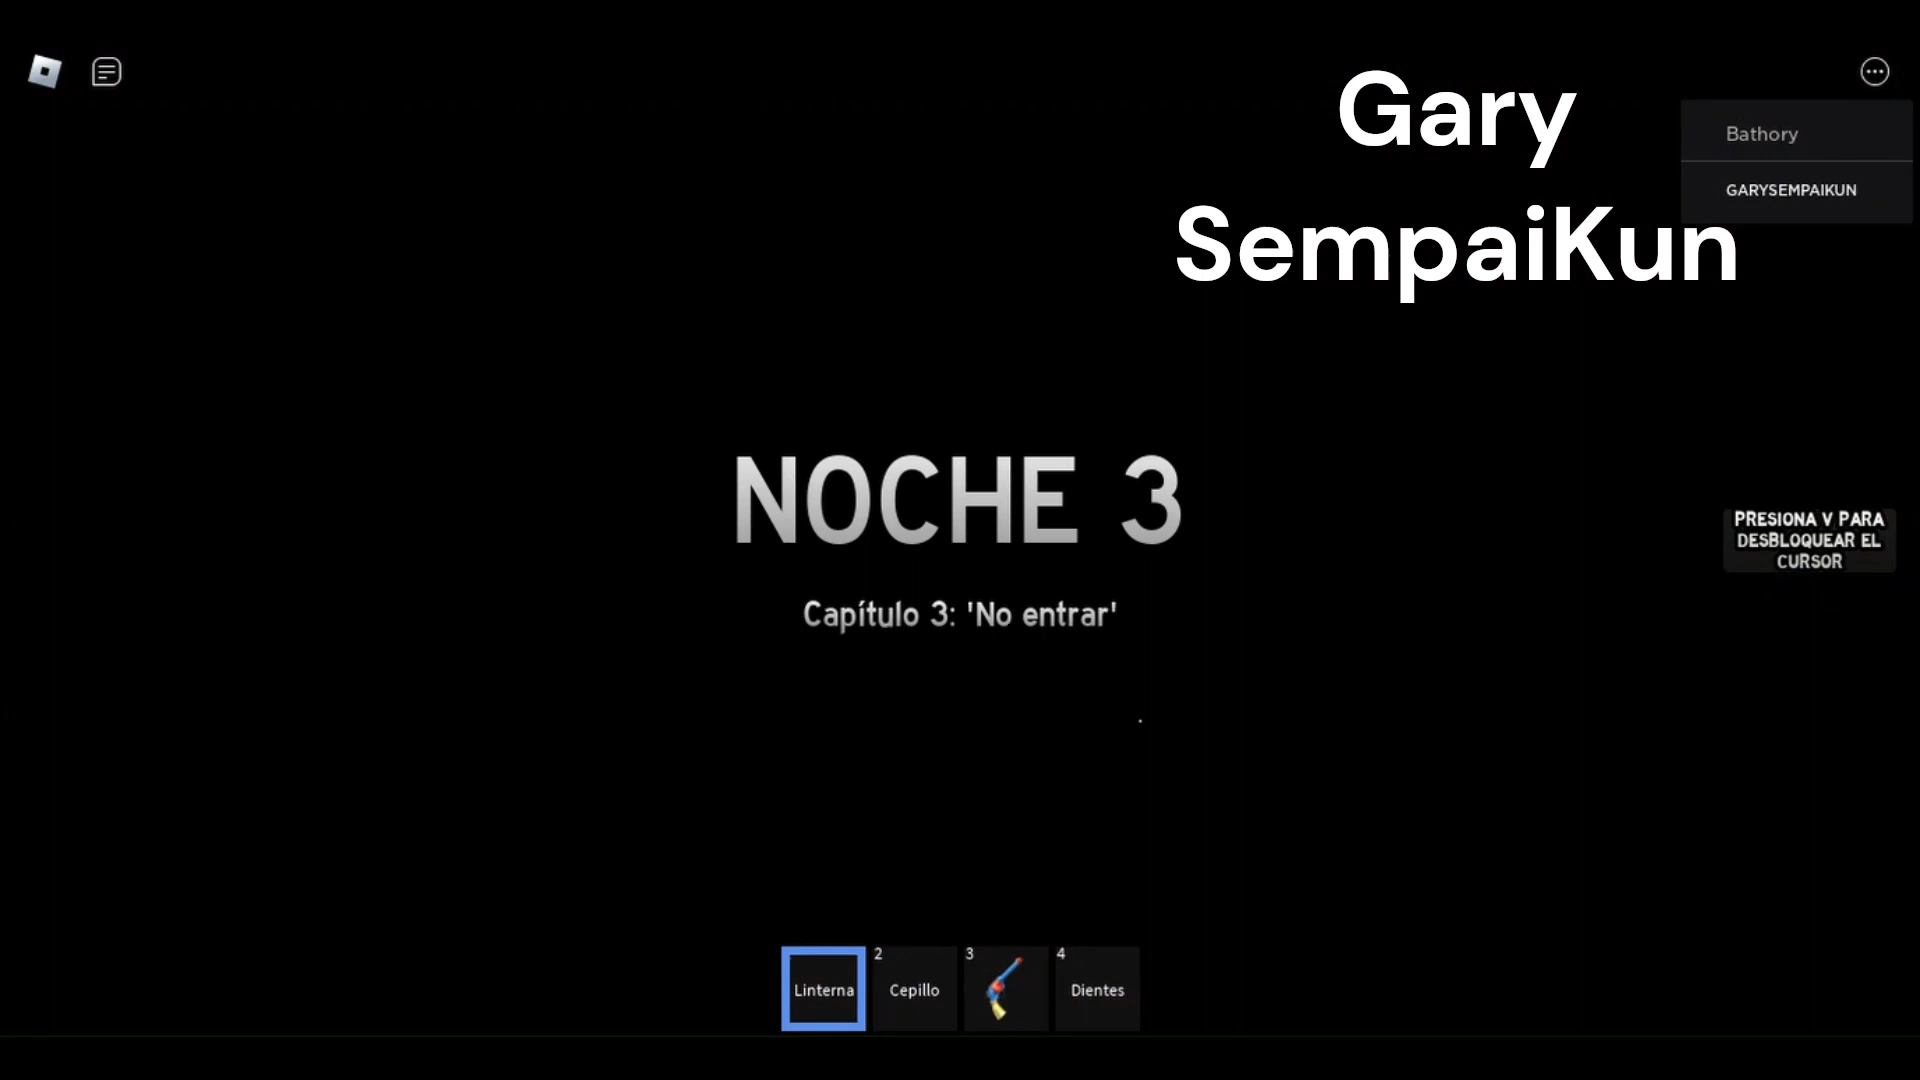 Gary
SempaiKun
Bathory
GARYSEMPAIKUN
NOCHE 3
Capítulo 3: 'No entrar'
PRESIONA V PARA
DESBLOQUEAR EL
CURSOR
Linterna
2
Cepillo
3
4
Dientes